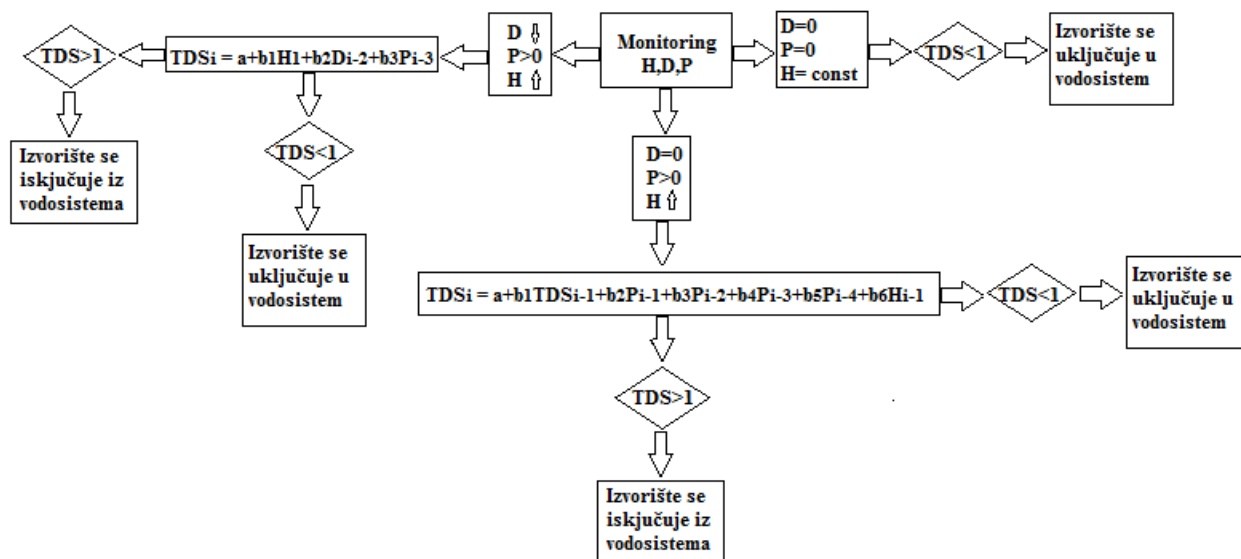 TDS>1
TDSi = a+b1H1+b2Di-2+b3Pi-3
D
P>0
H
Monitoring
H,D,P
D=0
P=0
H= const
TDS<1
Izvorište se
uključuje u
vodosistem
Izvorište se
iskjučuje iz
vodosistema
TDS<1
Izvorište se
uključuje u
vodosistem
D=0
P>0
H
TDSi = a+b1TDSi-1+b2Pi-1+b3Pi-2+b4Pi-3+b5Pi-4+b6Hi-1
TDS<1
Izvorište se
uključuje u
vodosistem
TDS>1
Izvorište se
iskjučuje iz
vodosistema